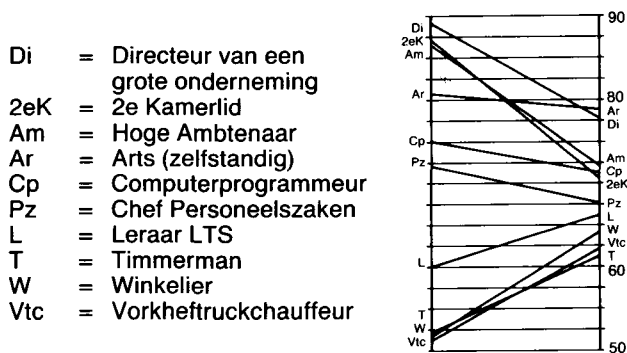 Di = Directeur van een
grote onderneming
2eK = 2e Kamerlid
Am = Hoge Ambtenaar
Ar = Arts (zelfstandig)
Cp = Computerprogrammeur
Pz = Chef Personeelszaken
L = Leraar LTS
T = Timmerman
W = Winkelier
Vtc = Vorkheftruckchauffeur
Di
2eK
Am
Ar
Cp
Pz
L
T
W
Vtc
90
80
Ar
Di
Am
Cp
2eK
Pz
L
W
Vtc
T
60
50